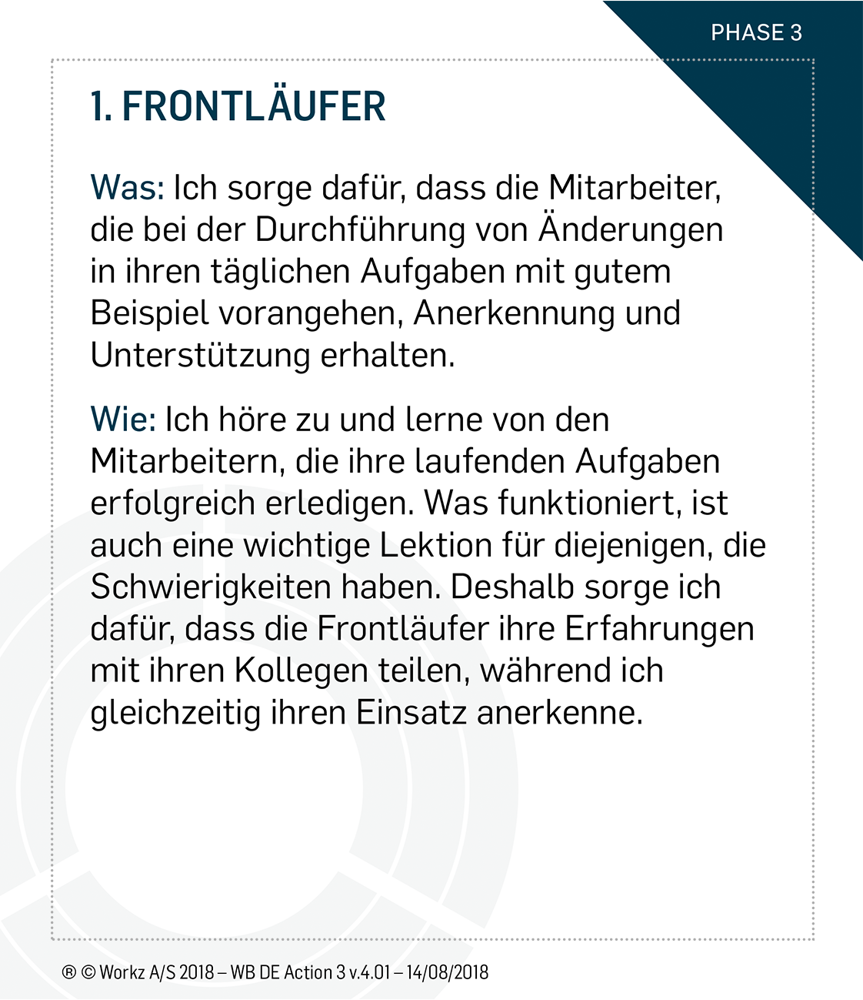 PHASE 3
1. FRONTLÄUFER
Was: Ich sorge dafür, dass die Mitarbeiter,
die bei der Durchführung von Änderungen
in ihren täglichen Aufgaben mit gutem
Beispiel vorangehen, Anerkennung und
Unterstützung erhalten.
Wie: Ich höre zu und lerne von den
Mitarbeitern, die ihre laufenden Aufgaben
erfolgreich erledigen. Was funktioniert, ist
auch eine wichtige Lektion für diejenigen, die
Schwierigkeiten haben. Deshalb sorge ich
dafür, dass die Frontläufer ihre Erfahrungen
mit ihren Kollegen teilen, während ich
gleichzeitig ihren Einsatz anerkenne.
® © Workz A/S 2018 – WB DE Action 3 v.4.01 – 14/08/2018